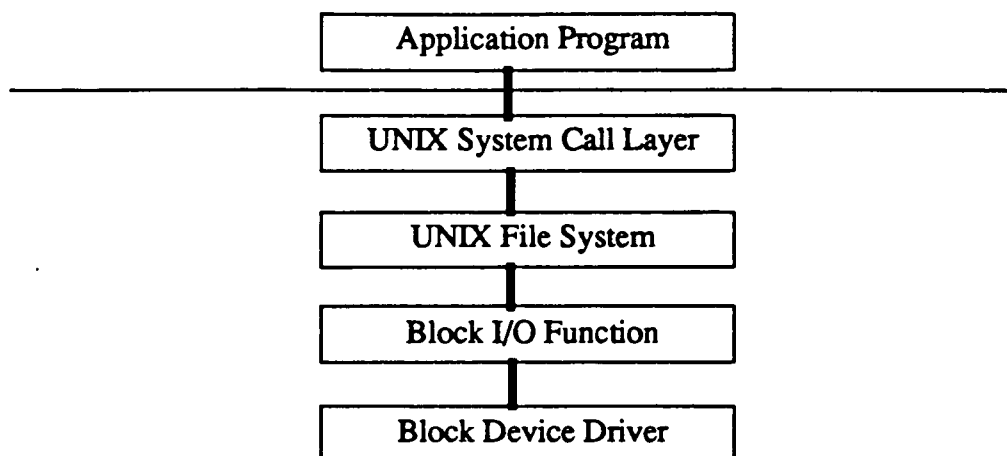 Application Program
UNIX System Call Layer
UNIX File System
Block I/O Function
Block Device Driver